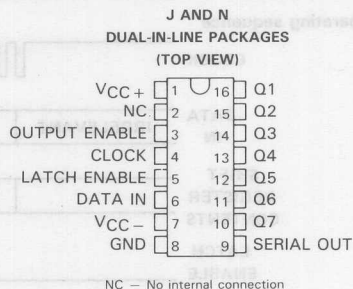 J AND N
DUAL-IN-LINE PACKAGES
(TOP VIEW)
VCC+ 1 16 Q1
NC 2 15 Q2
OUTPUT ENABLE 3 14 Q3
CLOCK 4 13 Q4
LATCH ENABLE 5 12 Q5
DATA IN 6 11 Q6
VCC− 7 10 Q7
GND 8 9 SERIAL OUT
NC — No internal connection